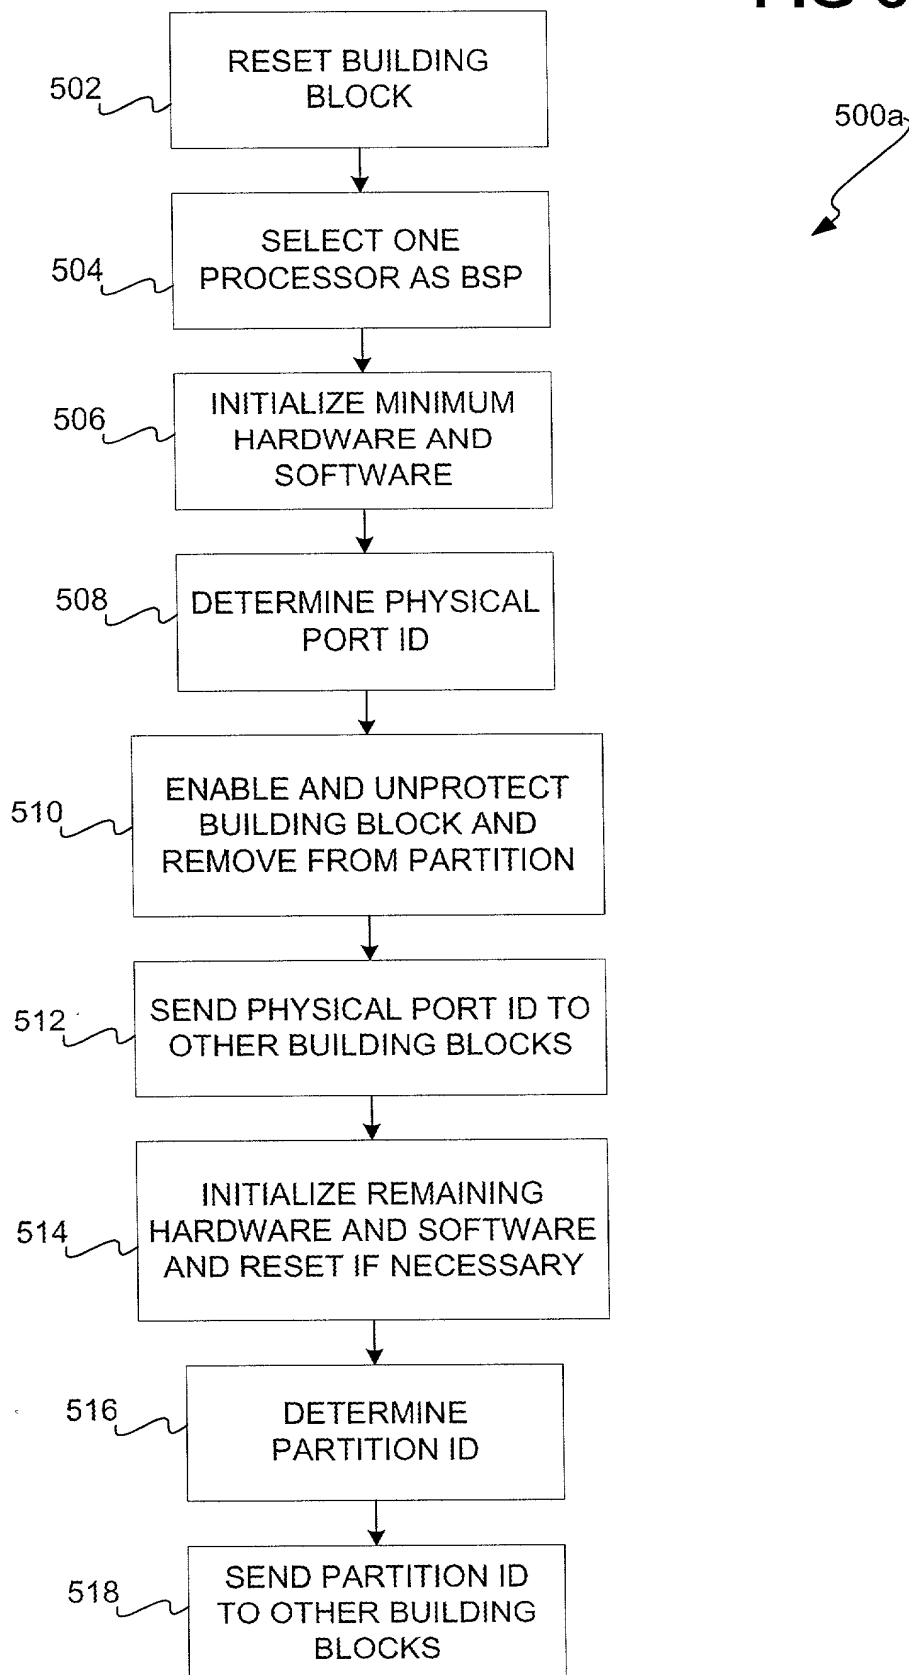 RESET BUILDING
BLOCK
502
500a
SELECT ONE
PROCESSOR AS BSP
504
INITIALIZE MINIMUM
HARDWARE AND
SOFTWARE
506
DETERMINE PHYSICAL
PORT ID
508
ENABLE AND UNPROTECT
BUILDING BLOCK AND
REMOVE FROM PARTITION
510
SEND PHYSICAL PORT ID TO
OTHER BUILDING BLOCKS
512
INITIALIZE REMAINING
HARDWARE AND SOFTWARE
AND RESET IF NECESSARY
514
DETERMINE
PARTITION ID
516
SEND PARTITION ID
TO OTHER BUILDING
BLOCKS
518